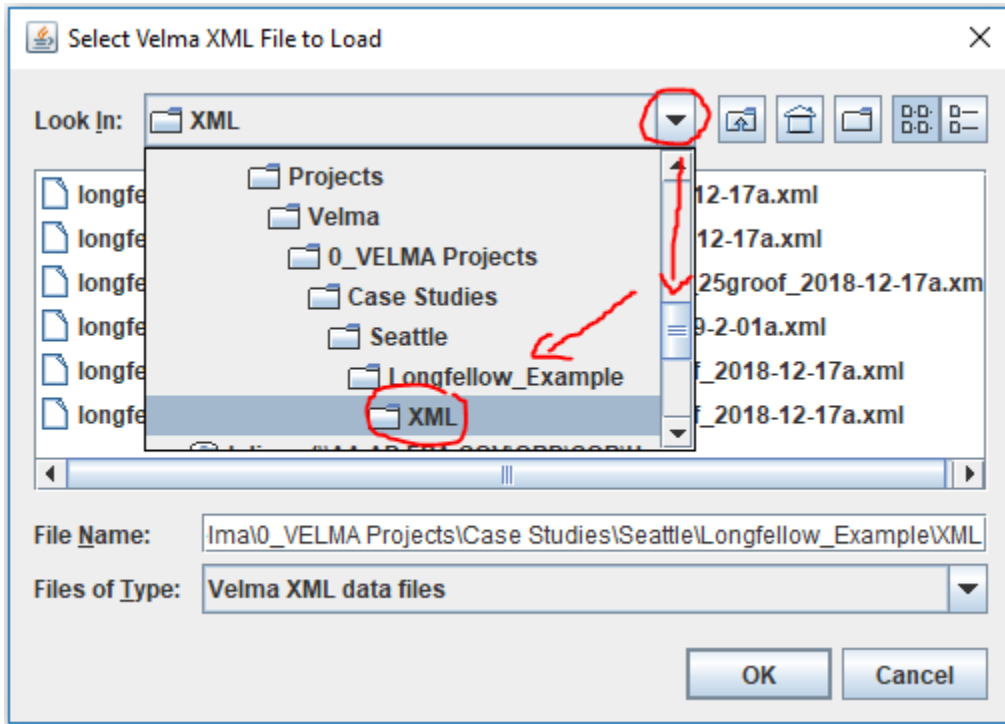 Select Velma XML File to Load
Look In: XML
Projects
Velma
0_VELMA Projects
Case Studies
Seattle
Longfellow_Example
XML
longfe 12-17a.xml
longfe 12-17a.xml
longfe _25groof_2018-12-17a.xm
longfe 9-2-01a.xml
longfe f_2018-12-17a.xml
longfe of_2018-12-17a.xml
File Name: lma\0_VELMA Projects\Case Studies\Seattle\Longfellow_Example\XML
Files of Type: Velma XML data files
OK Cancel